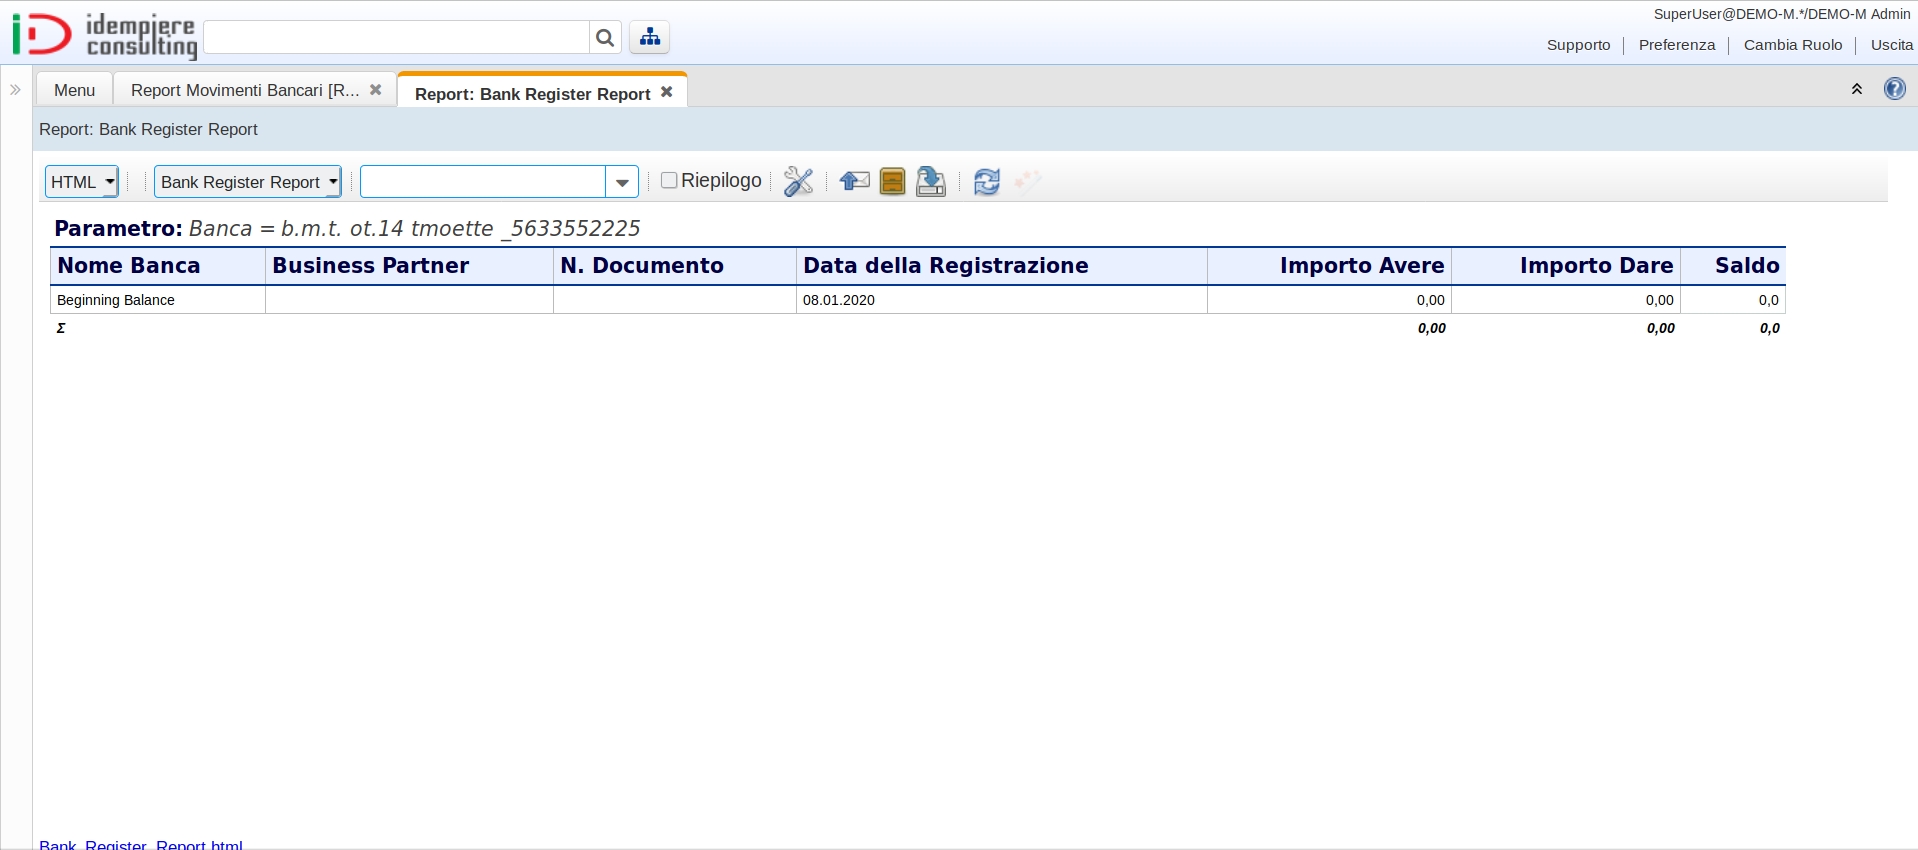 SuperUser@DEMO-M.*/DEMO-M Admin
idempiere
consulting
Supporto Preferenza Cambia Ruolo Uscita
Menu Report Movimenti Bancari [R... Report: Bank Register Report
Report: Bank Register Report
HTML Bank Register Report Riepilogo
Parametro: Banca = b.m.t. ot.14 tmoette _5633552225
Nome Banca Business Partner N. Documento Data della Registrazione Importo Avere Importo Dare Saldo
Beginning Balance 08.01.2020 0,00 0,00 0,0
Σ 0,00 0,00 0,0
Bank_Register_Report.html